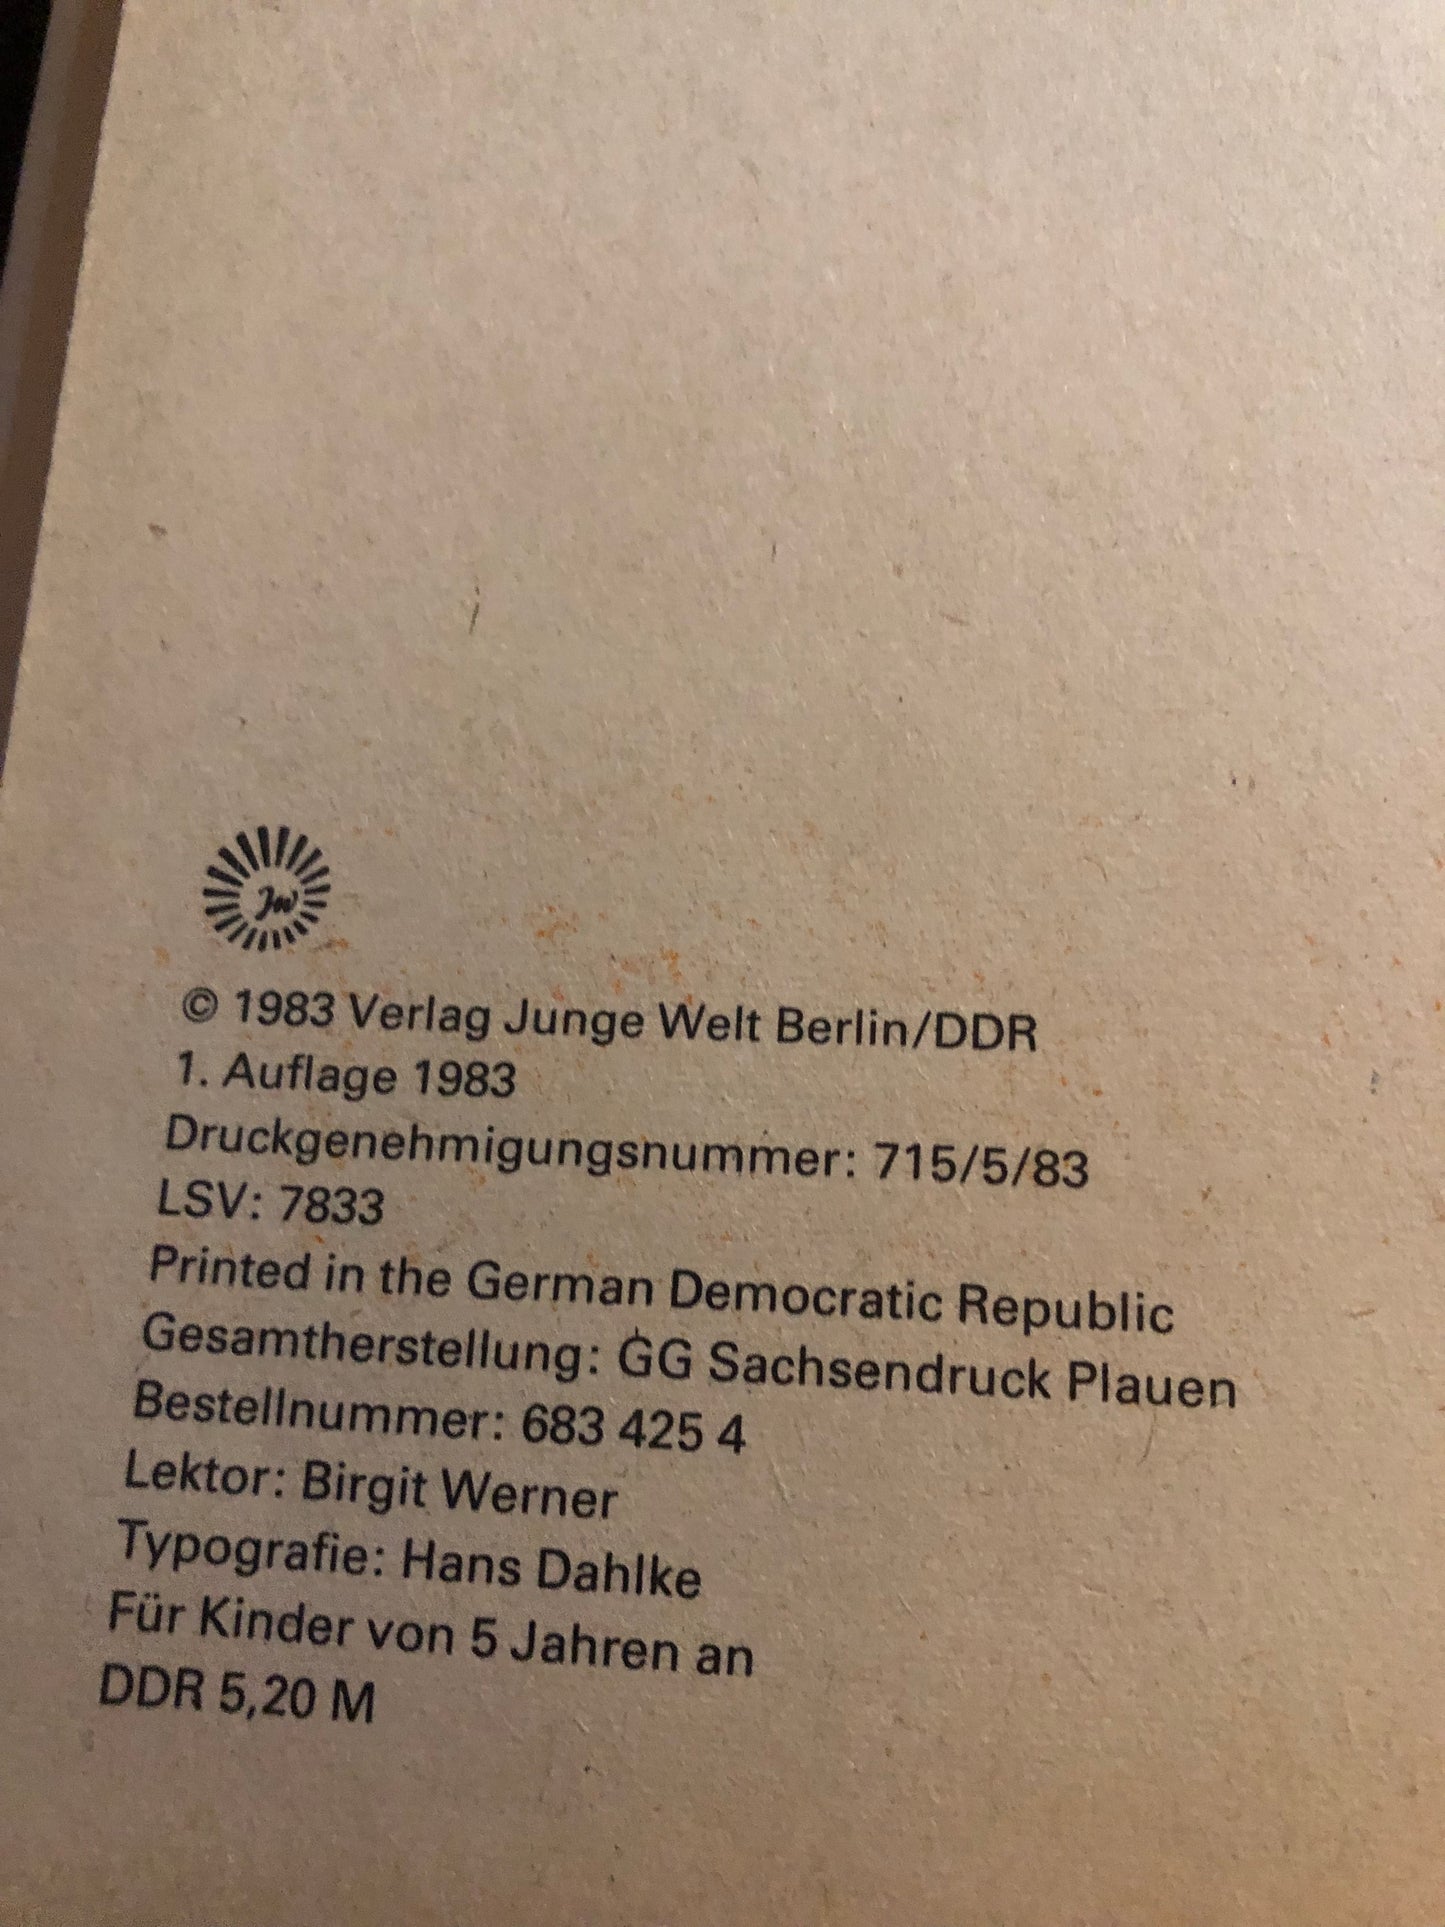 Jw
© 1983 Verlag Junge Welt Berlin/DDR
1. Auflage 1983
Druckgenehmigungsnummer: 715/5/83
LSV: 7833
Printed in the German Democratic Republic
Gesamtherstellung: GG Sachsendruck Plauen
Bestellnummer: 683 425 4
Lektor: Birgit Werner
Typografie: Hans Dahlke
Für Kinder von 5 Jahren an
DDR 5,20 M